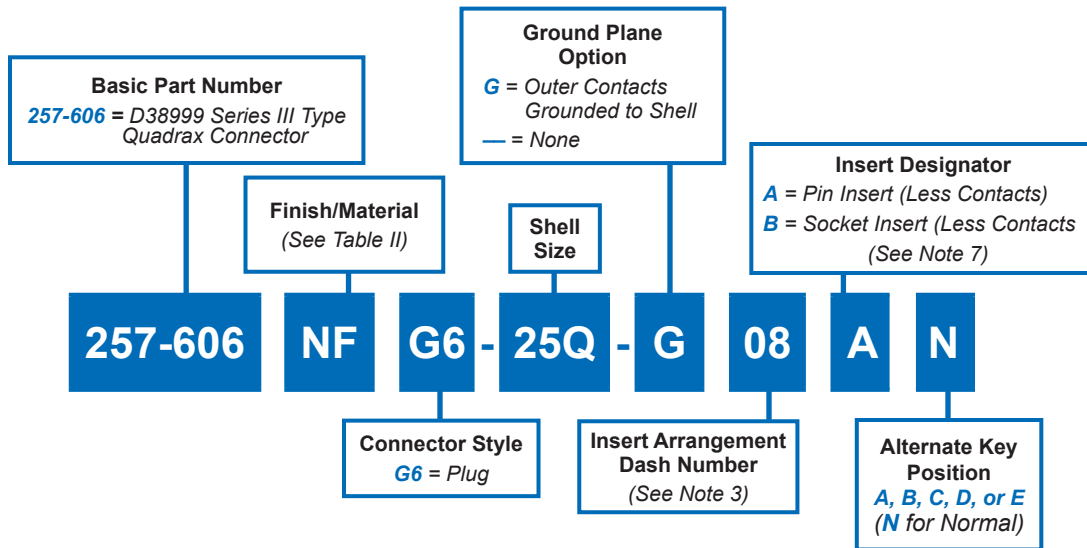 Ground Plane
Option
G = Outer Contacts
Grounded to Shell
— = None
Basic Part Number
257-606 = D38999 Series III Type
Quadrax Connector
Finish/Material
(See Table II)
Shell
Size
Insert Designator
A = Pin Insert (Less Contacts)
B = Socket Insert (Less Contacts
(See Note 7)
257-606 NF G6 - 25Q - G 08 A N
Connector Style
G6 = Plug
Insert Arrangement
Dash Number
(See Note 3)
Alternate Key
Position
A, B, C, D, or E
(N for Normal)